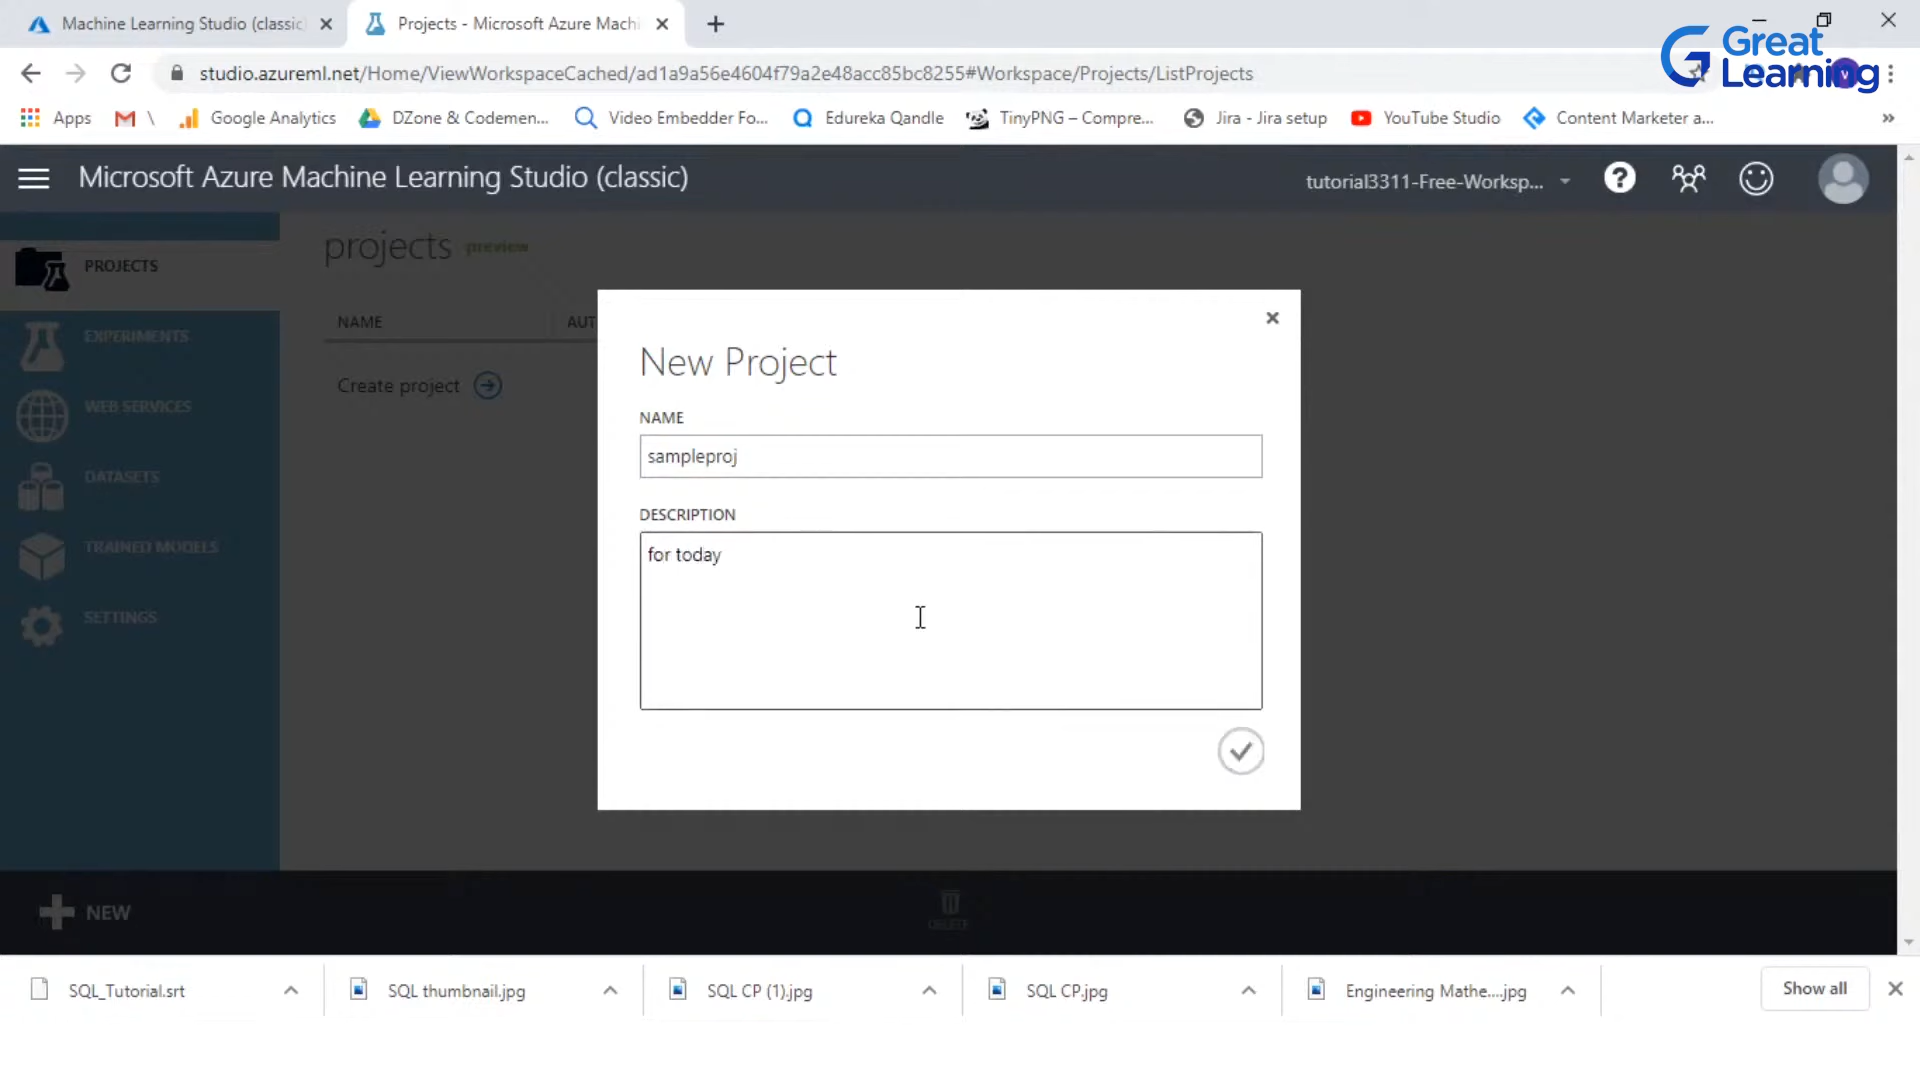 Machine Learning Studio (classic)
Projects - Microsoft Azure Machi
studio.azureml.net/Home/ViewWorkspaceCached/ad1a9a56e4604f79a2e48acc85bc8255#Workspace/Projects/ListProjects
Great Learning
Apps
\
Google Analytics
DZone & Codemen...
Video Embedder Fo...
Edureka Qandle
TinyPNG – Compre...
Jira - Jira setup
YouTube Studio
Content Marketer a...
»
Microsoft Azure Machine Learning Studio (classic)
tutorial3311-Free-Worksp...
projects preview
PROJECTS
EXPERIMENTS
WEB SERVICES
DATASETS
TRAINED MODELS
SETTINGS
NAME
AUT
Create project
New Project
NAME
sampleproj
DESCRIPTION
for today
NEW
DELETE
SQL_Tutorial.srt
SQL thumbnail.jpg
SQL CP (1).jpg
SQL CP.jpg
Engineering Mathe....jpg
Show all